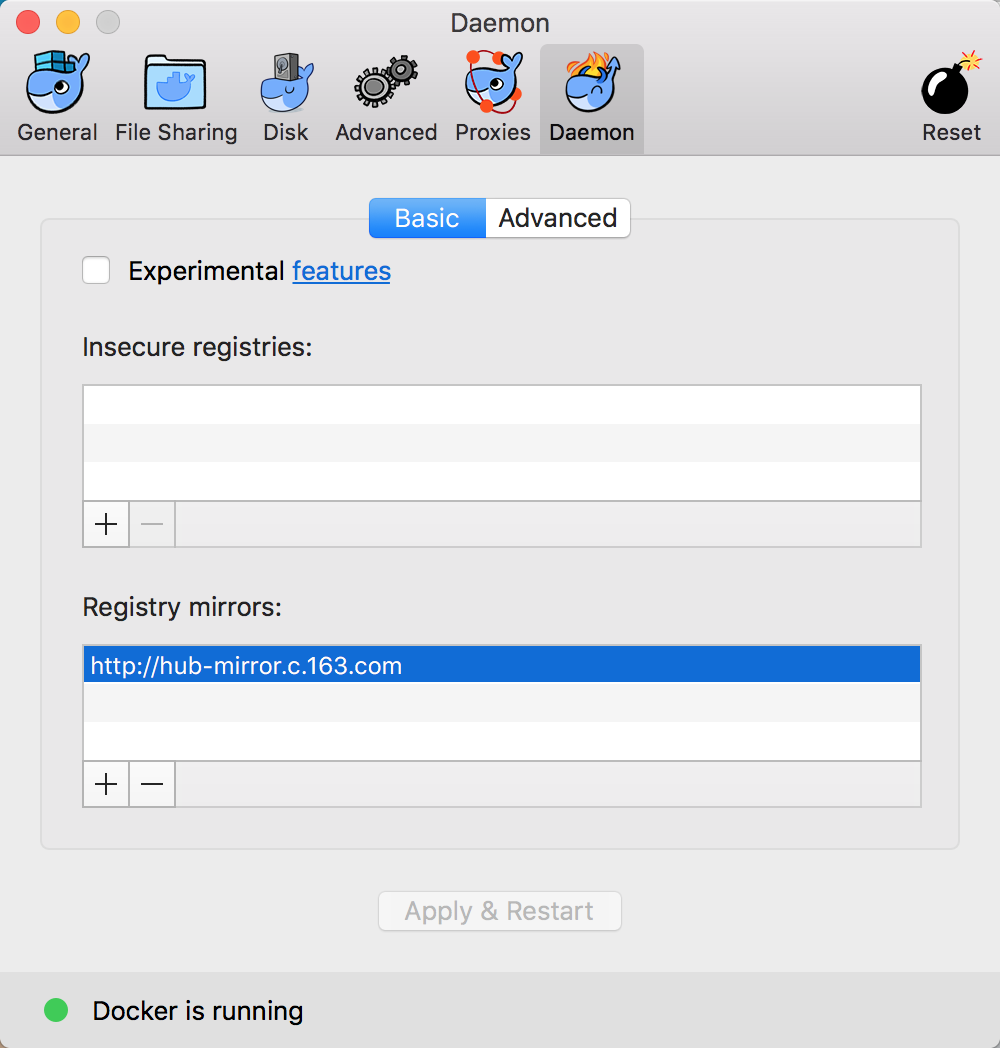 Daemon
General
File Sharing
Disk
Advanced
Proxies
Daemon
Reset
Basic
Advanced
Experimental features
Insecure registries:
Registry mirrors:
http://hub-mirror.c.163.com
Apply & Restart
Docker is running